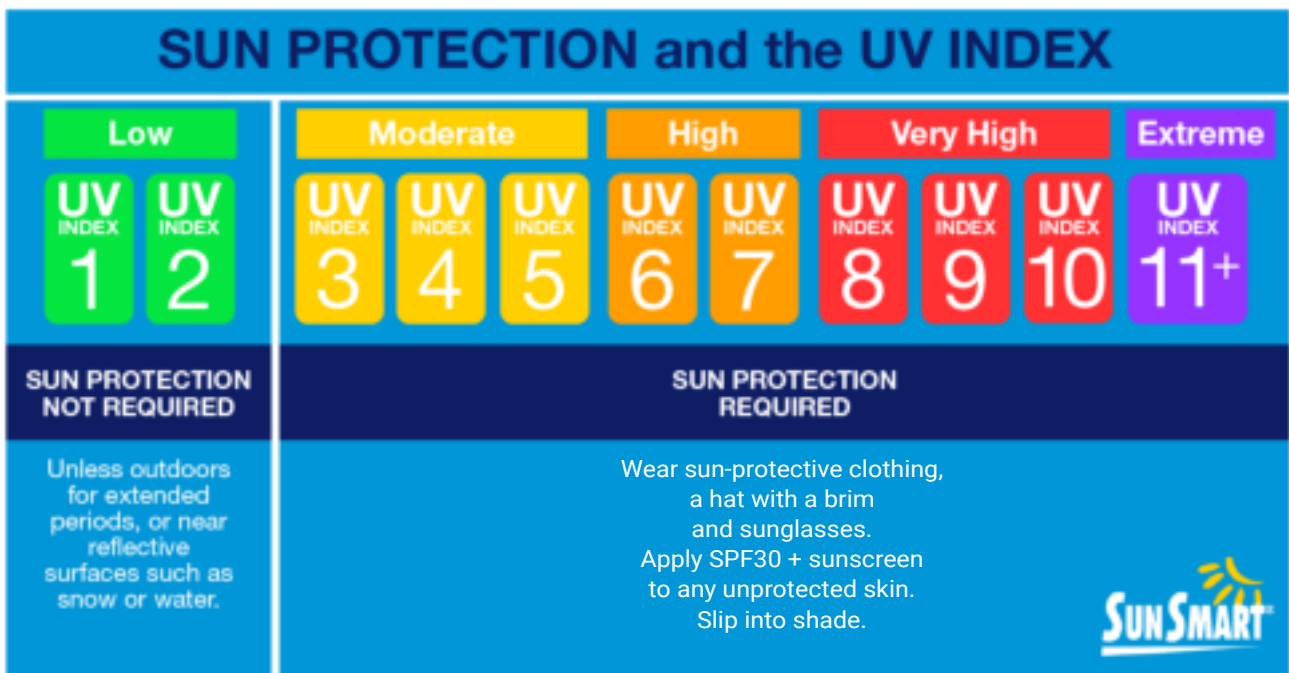 SUN PROTECTION and the UV INDEX
Low
Moderate
High
Very High
Extreme
UV INDEX 1
UV INDEX 2
UV INDEX 3
UV INDEX 4
UV INDEX 5
UV INDEX 6
UV INDEX 7
UV INDEX 8
UV INDEX 9
UV INDEX 10
UV INDEX 11+
SUN PROTECTION
NOT REQUIRED
Unless outdoors
for extended
periods, or near
reflective
surfaces such as
snow or water.
SUN PROTECTION
REQUIRED
Wear sun-protective clothing,
a hat with a brim
and sunglasses.
Apply SPF30 + sunscreen
to any unprotected skin.
Slip into shade.
SUNSMART